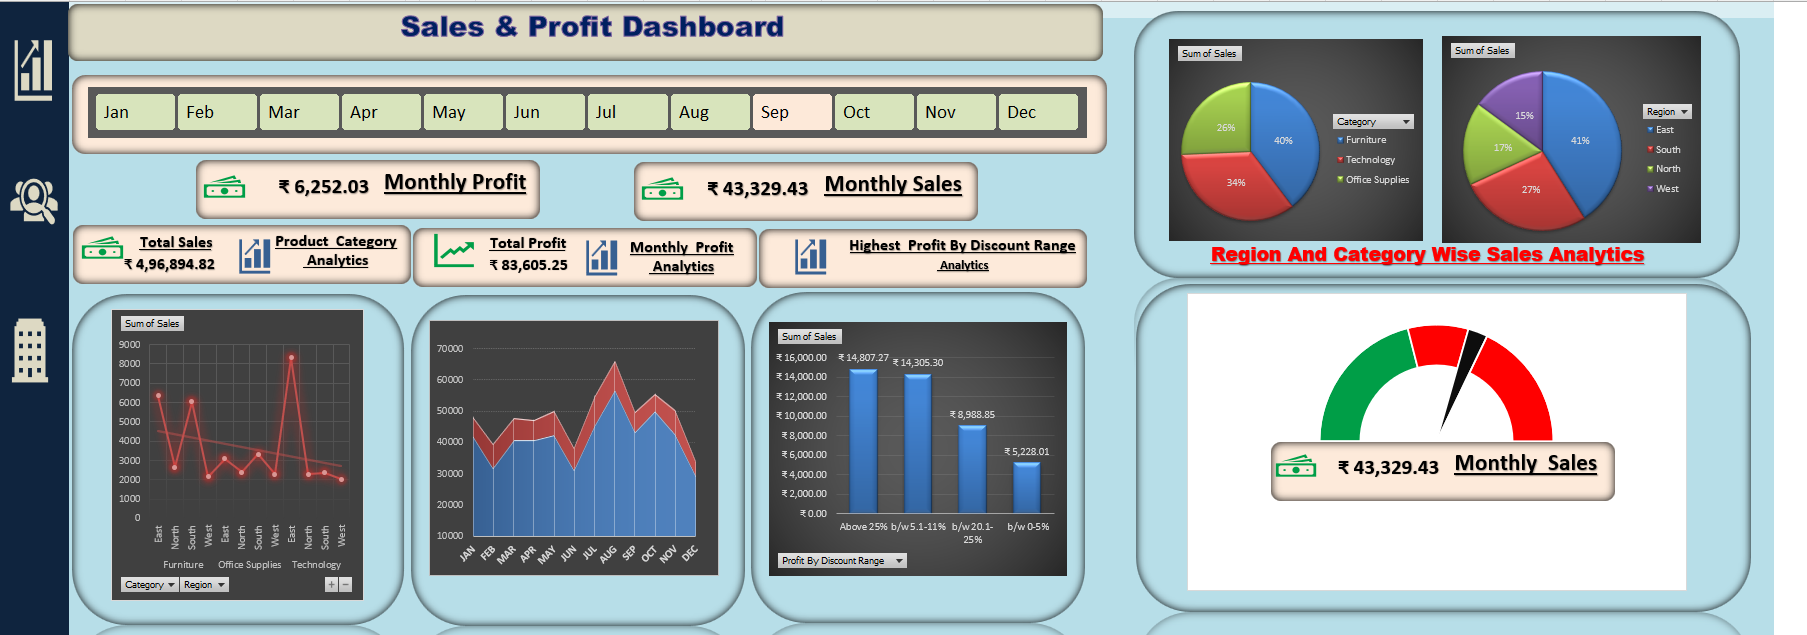 Sales & Profit Dashboard
Jan Feb Mar Apr May Jun Jul Aug Sep Oct Nov Dec
₹ 6,252.03 Monthly Profit
₹ 43,329.43 Monthly Sales
Total Sales
₹ 4,96,894.82
Product Category
Analytics
Total Profit
₹ 83,605.25
Monthly Profit
Analytics
Highest Profit By Discount Range
Analytics
Sum of Sales
9000
8000
7000
6000
5000
4000
3000
2000
1000
0
East North South West East North South West East North South West
Furniture Office Supplies Technology
Category Region + −
70000
60000
50000
40000
30000
20000
10000
JAN FEB MAR APR MAY JUN JUL AUG SEP OCT NOV DEC
Sum of Sales
₹ 16,000.00
₹ 14,000.00
₹ 12,000.00
₹ 10,000.00
₹ 8,000.00
₹ 6,000.00
₹ 4,000.00
₹ 2,000.00
₹ 0.00
₹ 14,807.27
₹ 14,305.30
₹ 8,988.85
₹ 5,228.01
Above 25% b/w 5.1-11% b/w 20.1-25% b/w 0-5%
Profit By Discount Range
Sum of Sales
26%
40%
34%
Category
Furniture
Technology
Office Supplies
Sum of Sales
15%
41%
17%
27%
Region
East
South
North
West
Region And Category Wise Sales Analytics
₹ 43,329.43 Monthly Sales